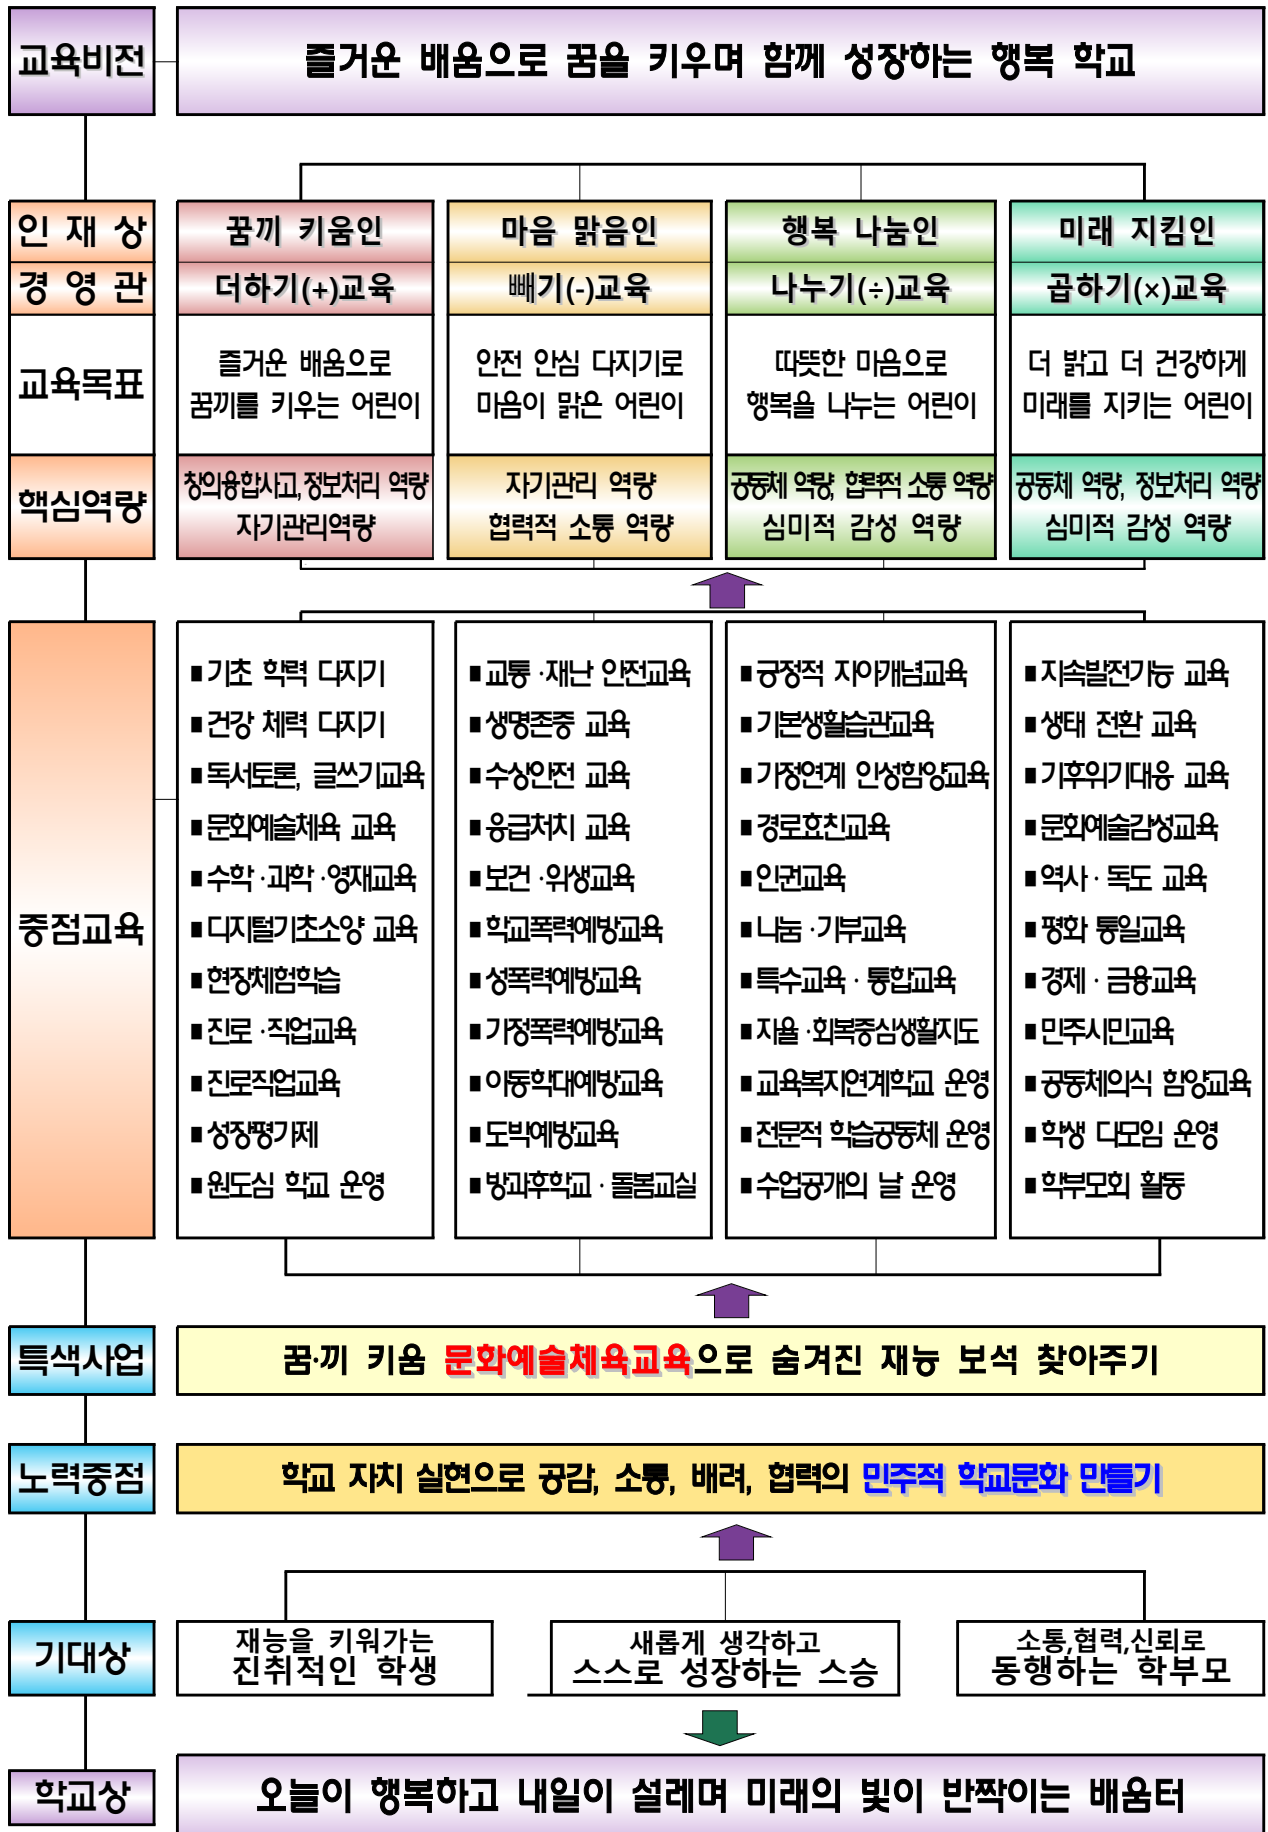 교육비전
즐거운 배움으로 꿈을 키우며 함께 성장하는 행복 학교
인 재 상
꿈끼 키움인
마음 맑음인
행복 나눔인
미래 지킴인
경 영 관
더하기(+)교육
빼기(-)교육
나누기(÷)교육
곱하기(×)교육
교육목표
즐거운 배움으로
꿈끼를 키우는 어린이
안전 안심 다지기로
마음이 맑은 어린이
따뜻한 마음으로
행복을 나누는 어린이
더 밝고 더 건강하게
미래를 지키는 어린이
핵심역량
창의융합사고,정보처리 역량
자기관리역량
자기관리 역량
협력적 소통 역량
공동체 역량, 협력적 소통 역량
심미적 감성 역량
공동체 역량, 정보처리 역량
심미적 감성 역량
중점교육
■ 기초 학력 다지기
■ 건강 체력 다지기
■ 독서토론, 글쓰기교육
■ 문화예술체육 교육
■ 수학·과학·영재교육
■ 디지털기초소양 교육
■ 현장체험학습
■ 진로·직업교육
■ 진로직업교육
■ 성장평가제
■ 원도심 학교 운영
■ 교통·재난 안전교육
■ 생명존중 교육
■ 수상안전 교육
■ 응급처치 교육
■ 보건·위생교육
■ 학교폭력예방교육
■ 성폭력예방교육
■ 가정폭력예방교육
■ 아동학대예방교육
■ 도박예방교육
■ 방과후학교·돌봄교실
■ 긍정적 자아개념교육
■ 기본생활습관교육
■ 가정연계 인성함양교육
■ 경로효친교육
■ 인권교육
■ 나눔·기부교육
■ 특수교육·통합교육
■ 자율·회복중심생활지도
■ 교육복지연계학교 운영
■ 전문적 학습공동체 운영
■ 수업공개의 날 운영
■ 지속발전가능 교육
■ 생태 전환 교육
■ 기후위기대응 교육
■ 문화예술감성교육
■ 역사·독도 교육
■ 평화 통일교육
■ 경제·금융교육
■ 민주시민교육
■ 공동체의식 함양교육
■ 학생 다모임 운영
■ 학부모회 활동
특색사업
꿈·끼 키움 문화예술체육교육으로 숨겨진 재능 보석 찾아주기
노력중점
학교 자치 실현으로 공감, 소통, 배려, 협력의 민주적 학교문화 만들기
기대상
재능을 키워가는
진취적인 학생
새롭게 생각하고
스스로 성장하는 스승
소통,협력,신뢰로
동행하는 학부모
학교상
오늘이 행복하고 내일이 설레며 미래의 빛이 반짝이는 배움터